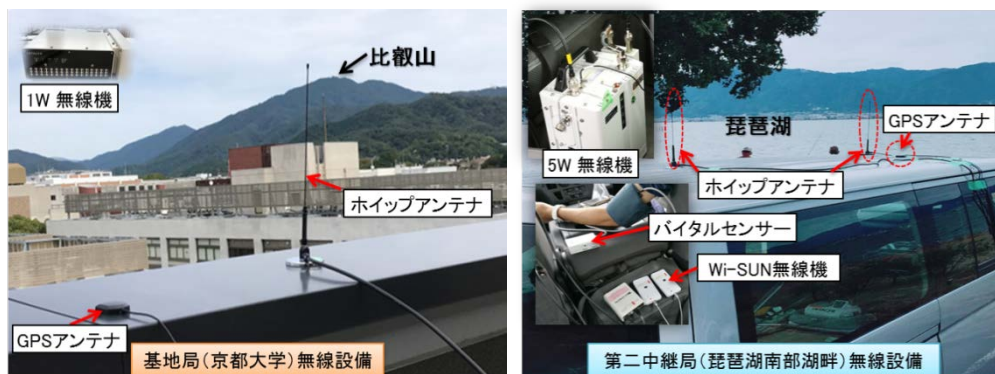 比叡山
1W 無線機
ホイップアンテナ
GPSアンテナ
基地局(京都大学)無線設備
琵琶湖
GPSアンテナ
5W 無線機
ホイップアンテナ
バイタルセンサー
Wi-SUN無線機
第二中継局(琵琶湖南部湖畔)無線設備